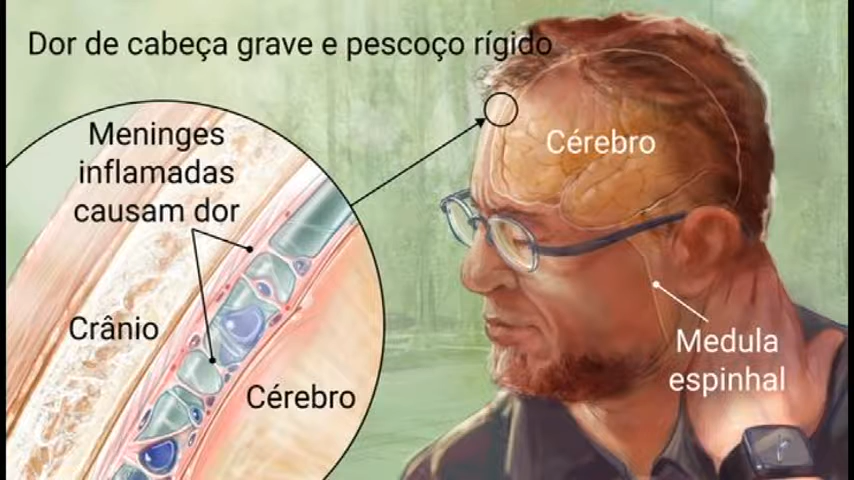 Dor de cabeça grave e pescoço rígido
Meninges
inflamadas
causam dor
Crânio
Cérebro
Cérebro
Medula
espinhal